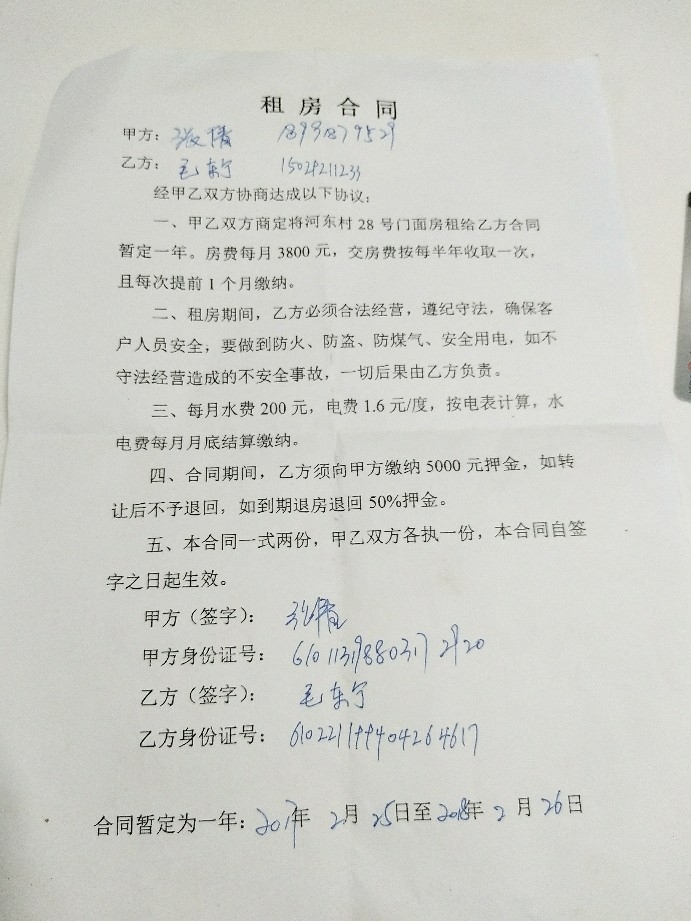 租房合同
甲方：张倩 18931879529
乙方：毛东宁 15029211233
经甲乙双方协商达成以下协议：
一、甲乙双方商定将河东村 28 号门面房租给乙方合同
暂定一年。房费每月 3800 元，交房费按每半年收取一次，
且每次提前 1 个月缴纳。
二、租房期间，乙方必须合法经营，遵纪守法，确保客
户人员安全；要做到防火、防盗、防煤气、安全用电，如不
守法经营造成的不安全事故，一切后果由乙方负责。
三、每月水费 200 元，电费 1.6 元/度，按电表计算，水
电费每月月底结算缴纳。
四、合同期间，乙方须向甲方缴纳 5000 元押金，如转
让后不予退回，如到期退房退回 50%押金。
五、本合同一式两份，甲乙双方各执一份，本合同自签
字之日起生效。
甲方（签字）：张倩
甲方身份证号：610113198803172920
乙方（签字）：毛东宁
乙方身份证号：610221199404264617
合同暂定为一年：2017年 2月 25日至2018年 2 月 26日